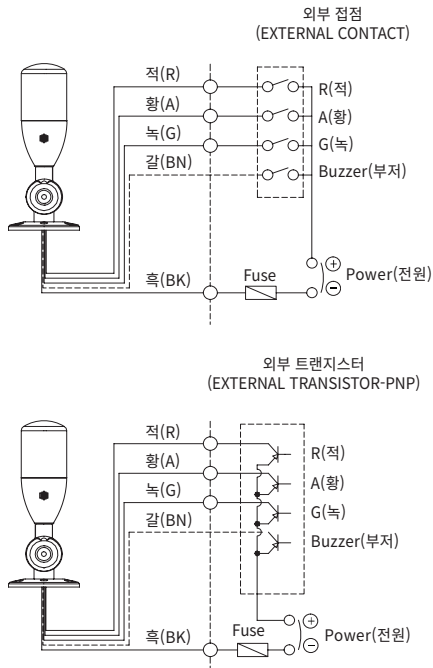 외부 접점
(EXTERNAL CONTACT)
적(R)
R(적)
황(A)
A(황)
녹(G)
G(녹)
갈(BN)
Buzzer(부저)
흑(BK)
Fuse
+
Power(전원)
-
외부 트랜지스터
(EXTERNAL TRANSISTOR-PNP)
적(R)
R(적)
황(A)
A(황)
녹(G)
G(녹)
갈(BN)
Buzzer(부저)
흑(BK)
Fuse
+
Power(전원)
-